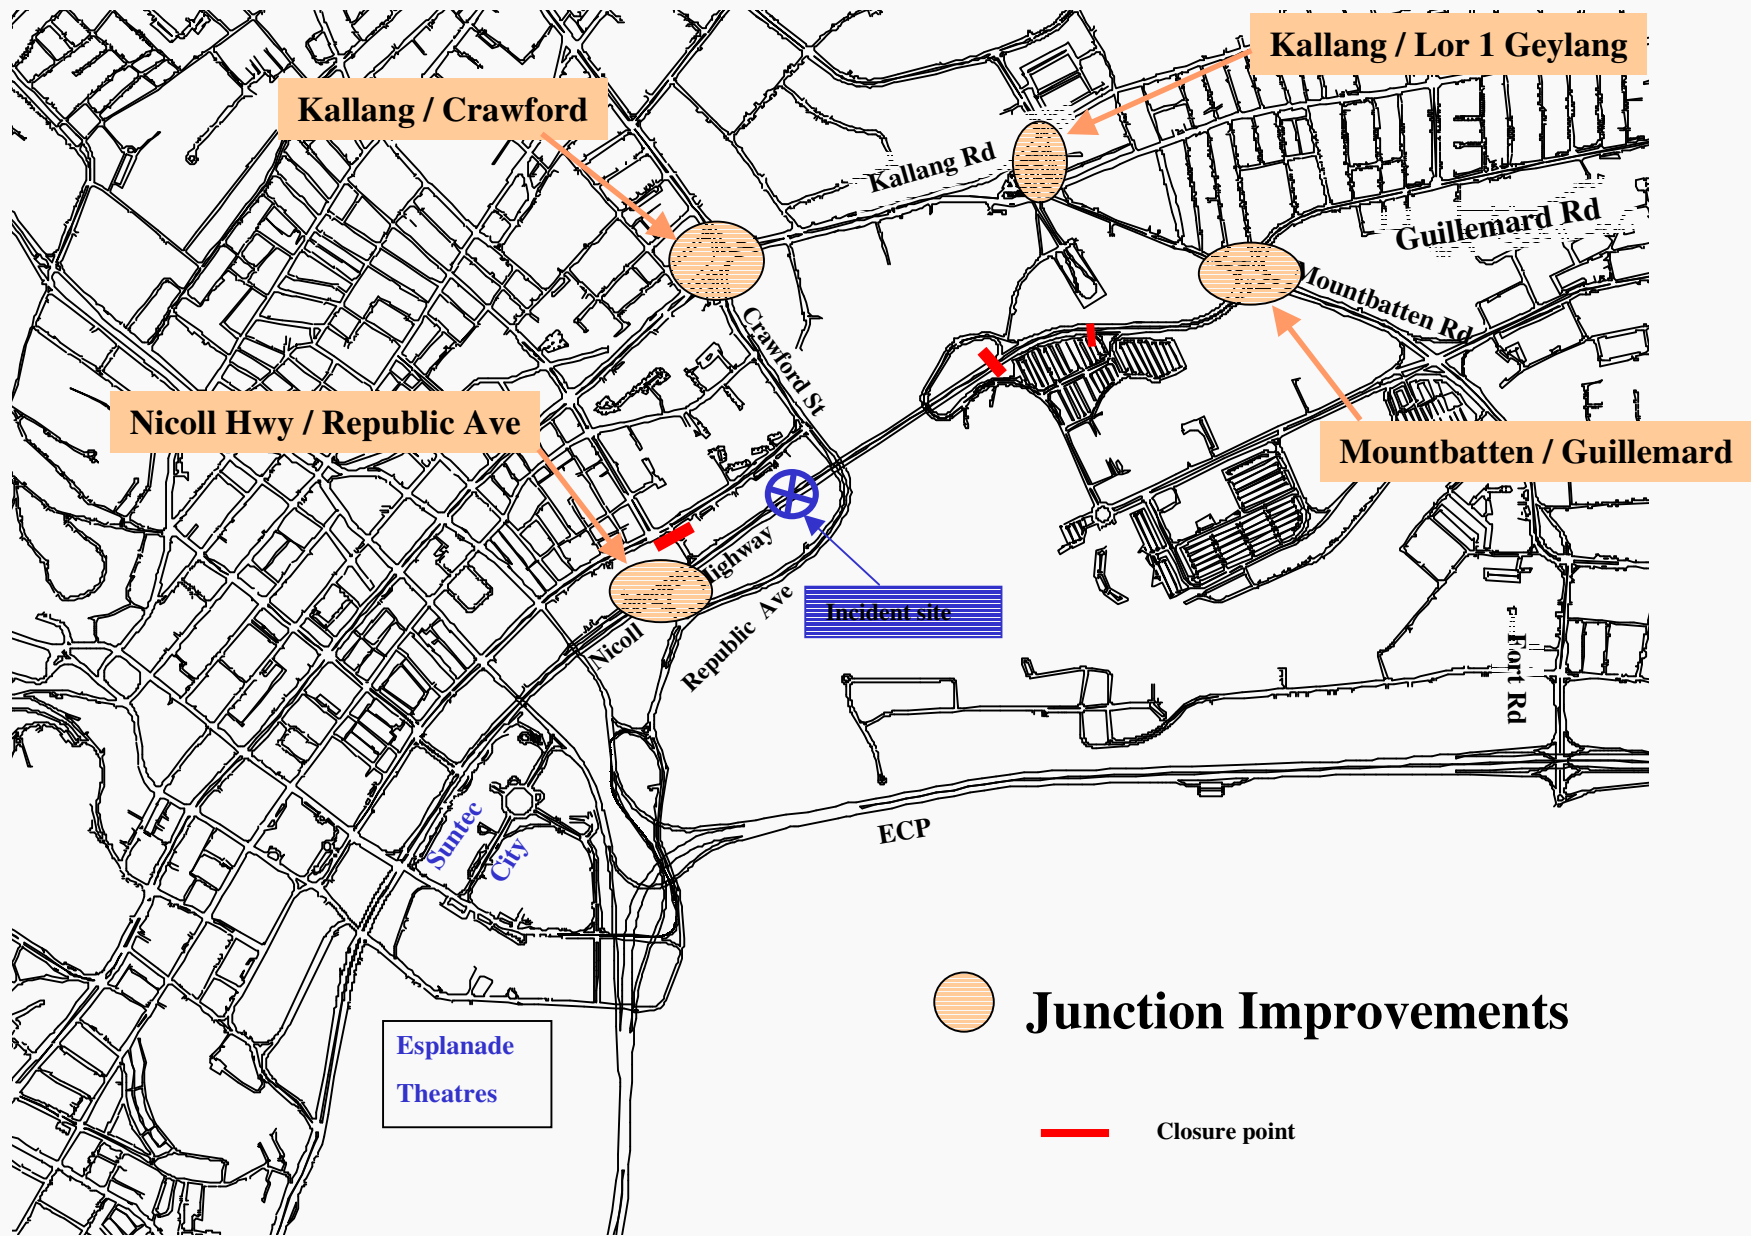 Kallang / Lor 1 Geylang
Kallang / Crawford
Kallang Rd
Guillemard Rd
Mountbatten Rd
Crawford St
Nicoll Hwy / Republic Ave
Mountbatten / Guillemard
Nicoll Highway
Republic Ave
Incident site
Fort Rd
Suntec
City
ECP
Junction Improvements
Esplanade
Theatres
Closure point